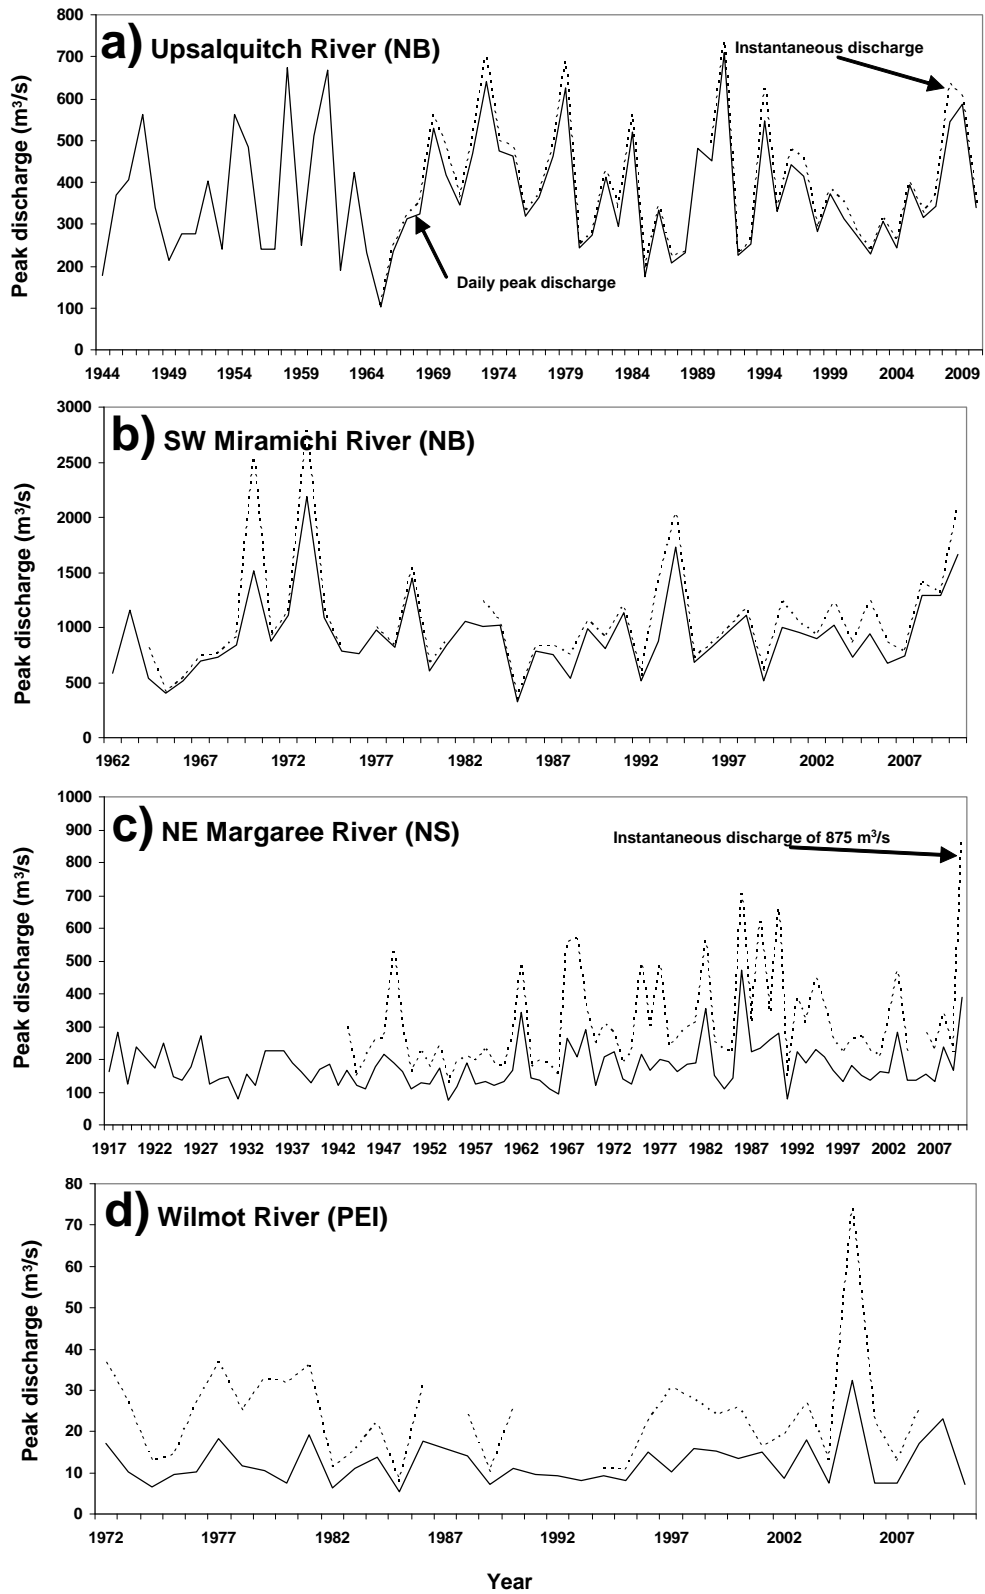 800
a) Upsalquitch River (NB)
Instantaneous discharge
700
600
500
400
300
200
Daily peak discharge
100
0
Peak discharge (m³/s)
1944 1949 1954 1959 1964 1969 1974 1979 1984 1989 1994 1999 2004 2009
3000
b) SW Miramichi River (NB)
2500
2000
1500
1000
500
0
Peak discharge (m³/s)
1962 1967 1972 1977 1982 1987 1992 1997 2002 2007
1000
c) NE Margaree River (NS)
Instantaneous discharge of 875 m³/s
900
800
700
600
500
400
300
200
100
0
Peak discharge (m³/s)
1917 1922 1927 1932 1937 1942 1947 1952 1957 1962 1967 1972 1977 1982 1987 1992 1997 2002 2007
80
d) Wilmot River (PEI)
70
60
50
40
30
20
10
0
Peak discharge (m³/s)
1972 1977 1982 1987 1992 1997 2002 2007
Year